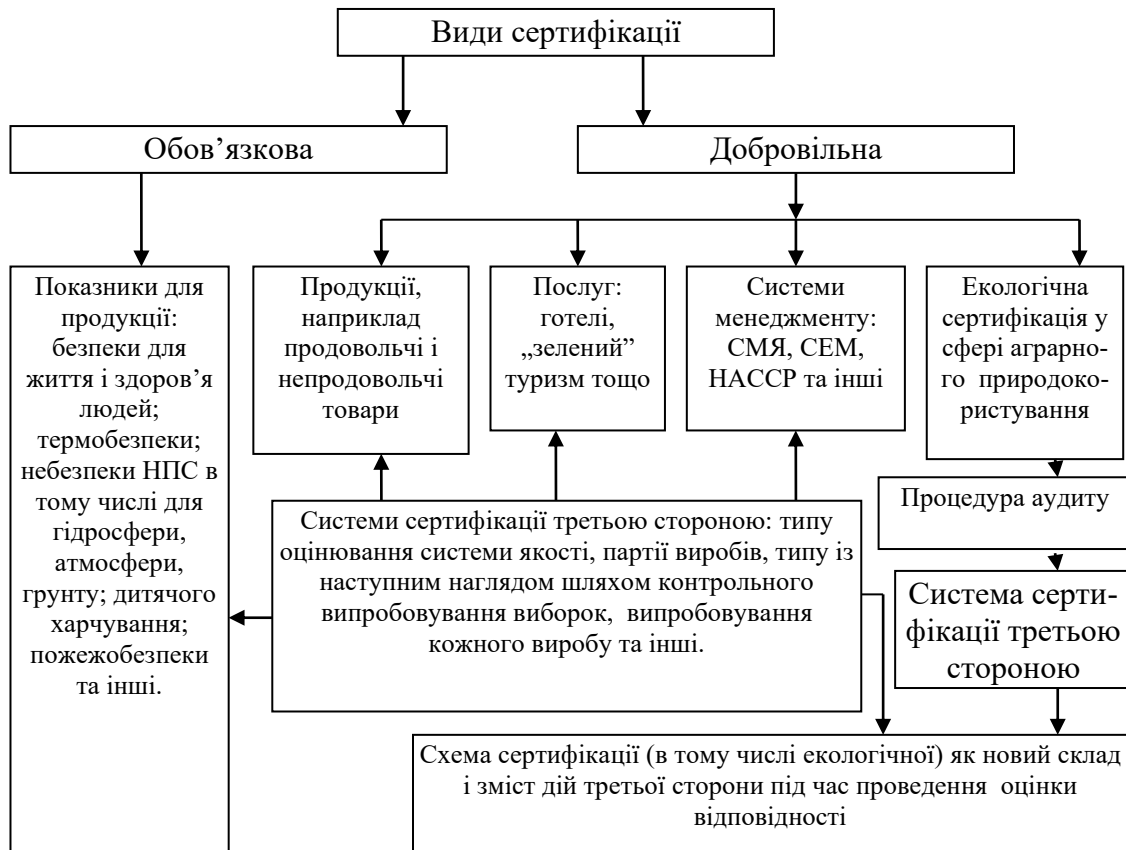 Види сертифікації
Обов’язкова
Добровільна
Показники для
продукції:
безпеки для
життя і здоров’я
людей;
термобезпеки;
небезпеки НПС в
тому числі для
гідросфери,
атмосфери,
грунту; дитячого
харчування;
пожежобезпеки
та інші.
Продукції,
наприклад
продовольчі і
непродовольчі
товари
Послуг:
готелі,
„зелений”
туризм тощо
Системи
менеджменту:
СМЯ, СЕМ,
НАССР та інші
Екологічна
сертифікація у
сфері аграрно-
го природоко-
ристування
Системи сертифікації третьою стороною: типу
оцінювання системи якості, партії виробів, типу із
наступним наглядом шляхом контрольного
випробовування виборок, випробовування
кожного виробу та інші.
Процедура аудиту
Система серти-
фікації третьою
стороною
Схема сертифікації (в тому числі екологічної) як новий склад
і зміст дій третьої сторони під час проведення оцінки
відповідності